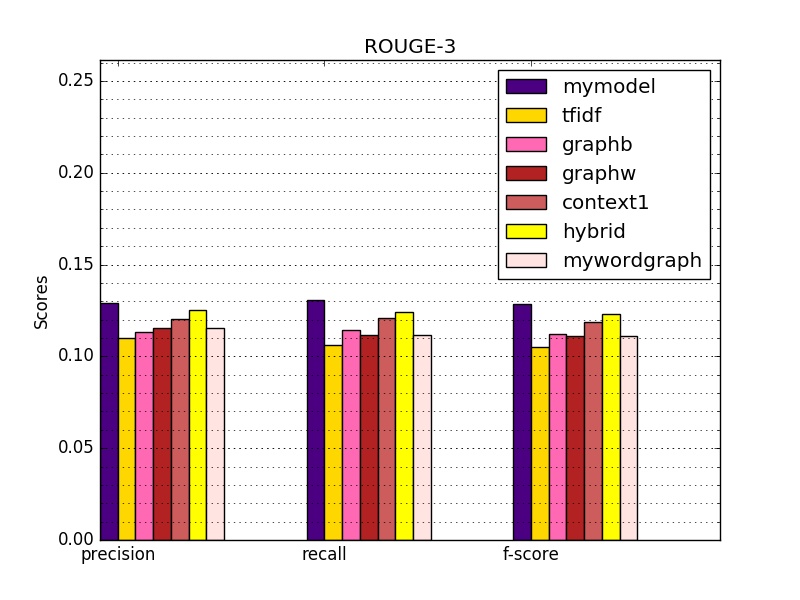 ROUGE-3
Scores
0.25
0.20
0.15
0.10
0.05
0.00
precision
recall
f-score
mymodel
tfidf
graphb
graphw
context1
hybrid
mywordgraph